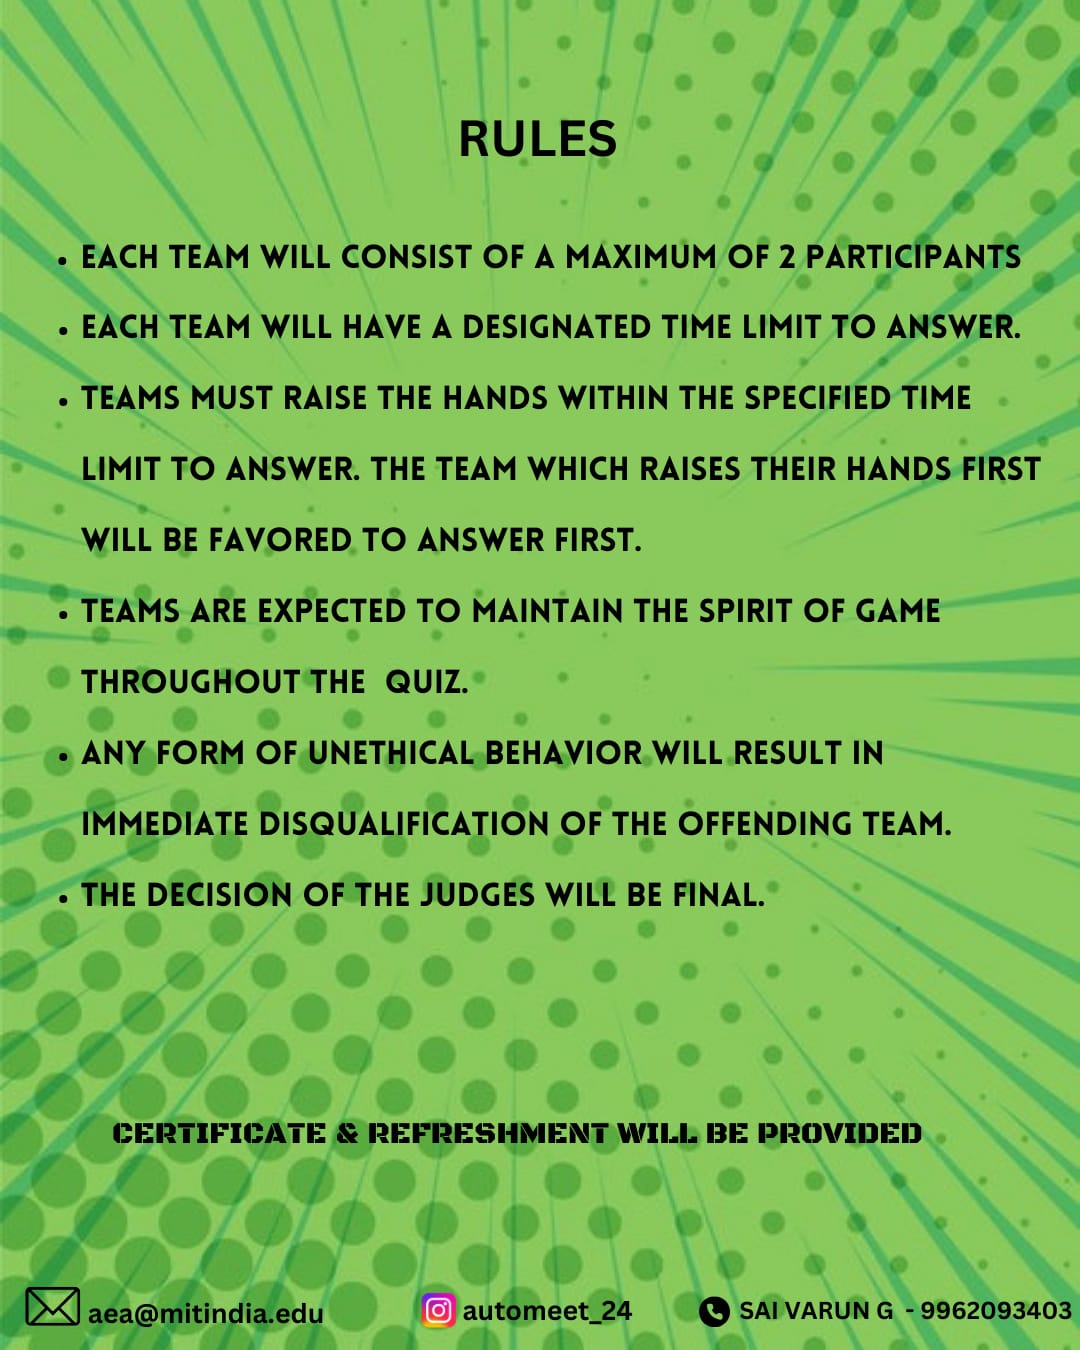 RULES
• EACH TEAM WILL CONSIST OF A MAXIMUM OF 2 PARTICIPANTS
• EACH TEAM WILL HAVE A DESIGNATED TIME LIMIT TO ANSWER.
• TEAMS MUST RAISE THE HANDS WITHIN THE SPECIFIED TIME
LIMIT TO ANSWER. THE TEAM WHICH RAISES THEIR HANDS FIRST
WILL BE FAVORED TO ANSWER FIRST.
• TEAMS ARE EXPECTED TO MAINTAIN THE SPIRIT OF GAME
THROUGHOUT THE QUIZ.
• ANY FORM OF UNETHICAL BEHAVIOR WILL RESULT IN
IMMEDIATE DISQUALIFICATION OF THE OFFENDING TEAM.
• THE DECISION OF THE JUDGES WILL BE FINAL.
CERTIFICATE & REFRESHMENT WILL BE PROVIDED
aea@mitindia.edu
automeet_24
SAI VARUN G - 9962093403